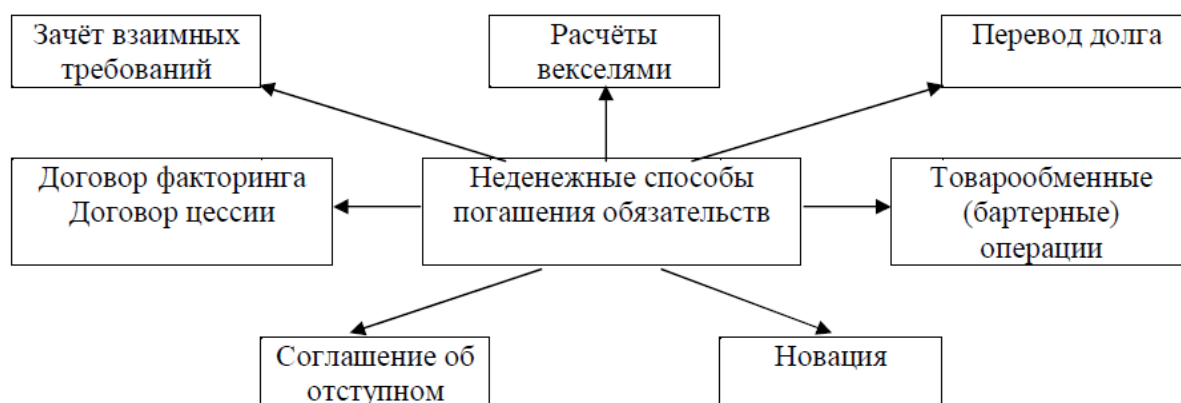 Зачёт взаимных
требований
Расчёты
векселями
Перевод долга
Договор факторинга
Договор цессии
Неденежные способы
погашения обязательств
Товарообменные
(бартерные)
операции
Соглашение об
отступном
Новация